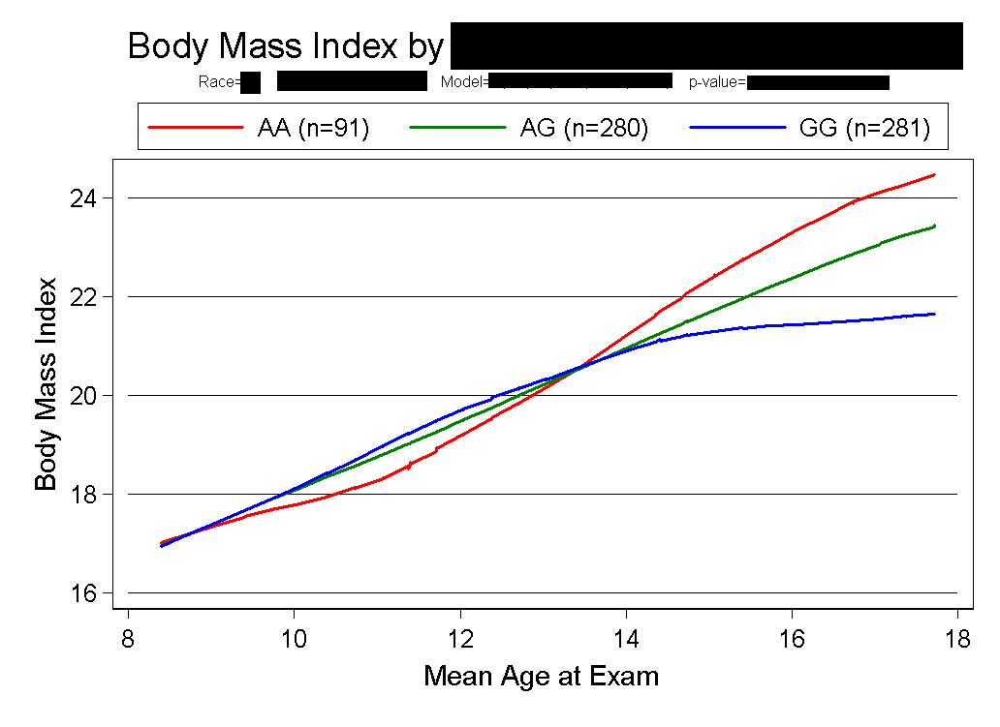 Body Mass Index by
Race= Model= p-value=
AA (n=91) AG (n=280) GG (n=281)
Body Mass Index
24
22
20
18
16
8 10 12 14 16 18
Mean Age at Exam